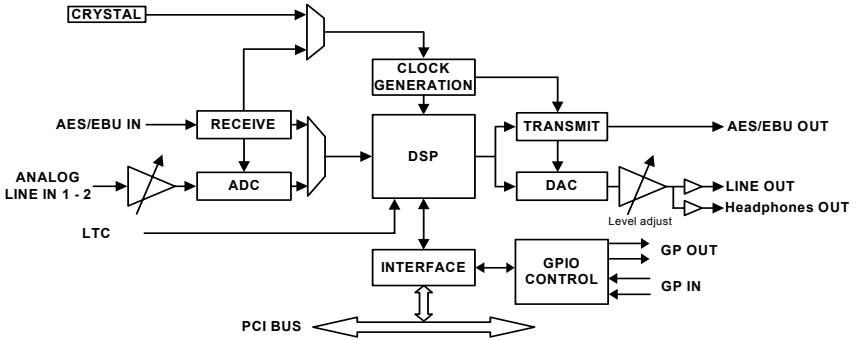 CRYSTAL
CLOCK
GENERATION
AES/EBU IN
RECEIVE
TRANSMIT
AES/EBU OUT
DSP
ANALOG
LINE IN 1 - 2
ADC
DAC
LINE OUT
Headphones OUT
Level adjust
LTC
INTERFACE
GPIO
CONTROL
GP OUT
GP IN
PCI BUS